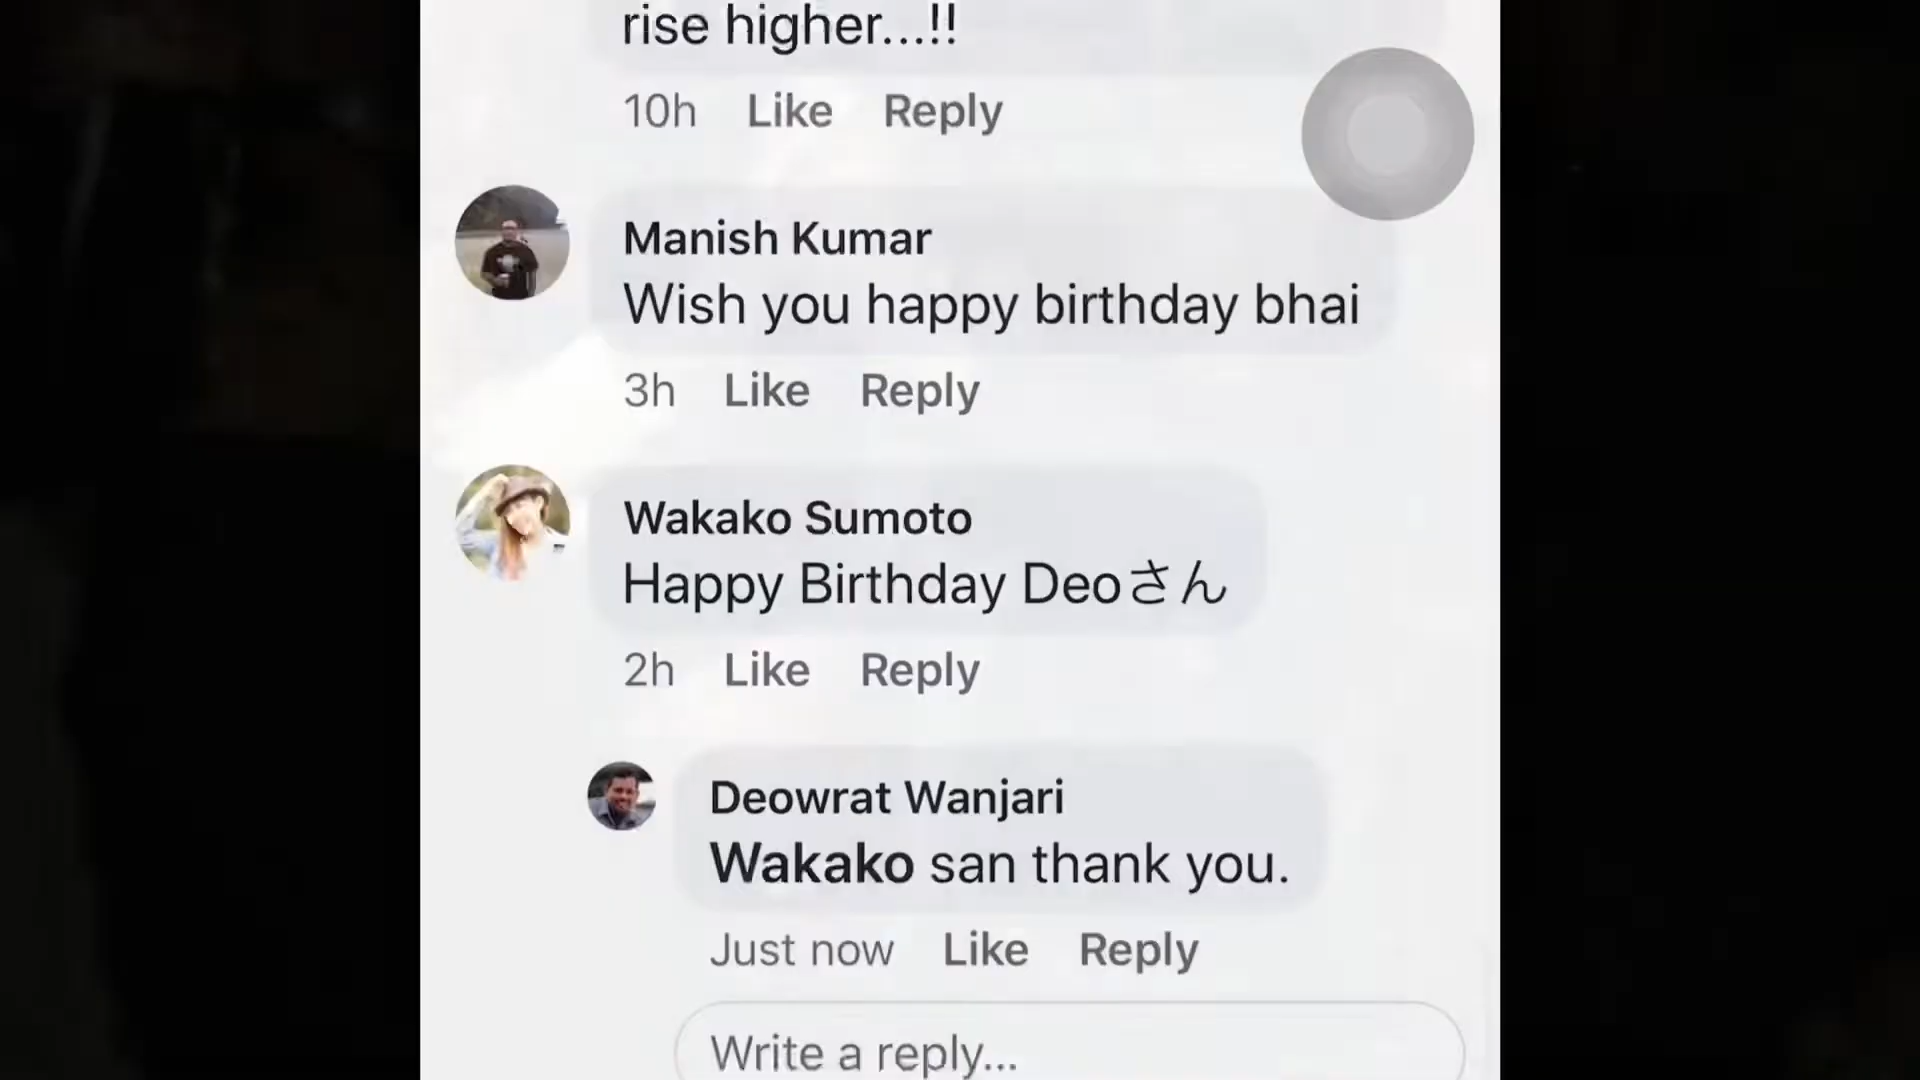 rise higher...!!
10h Like Reply
Manish Kumar
Wish you happy birthday bhai
3h Like Reply
Wakako Sumoto
Happy Birthday Deoさん
2h Like Reply
Deowrat Wanjari
Wakako san thank you.
Just now Like Reply
Write a reply...